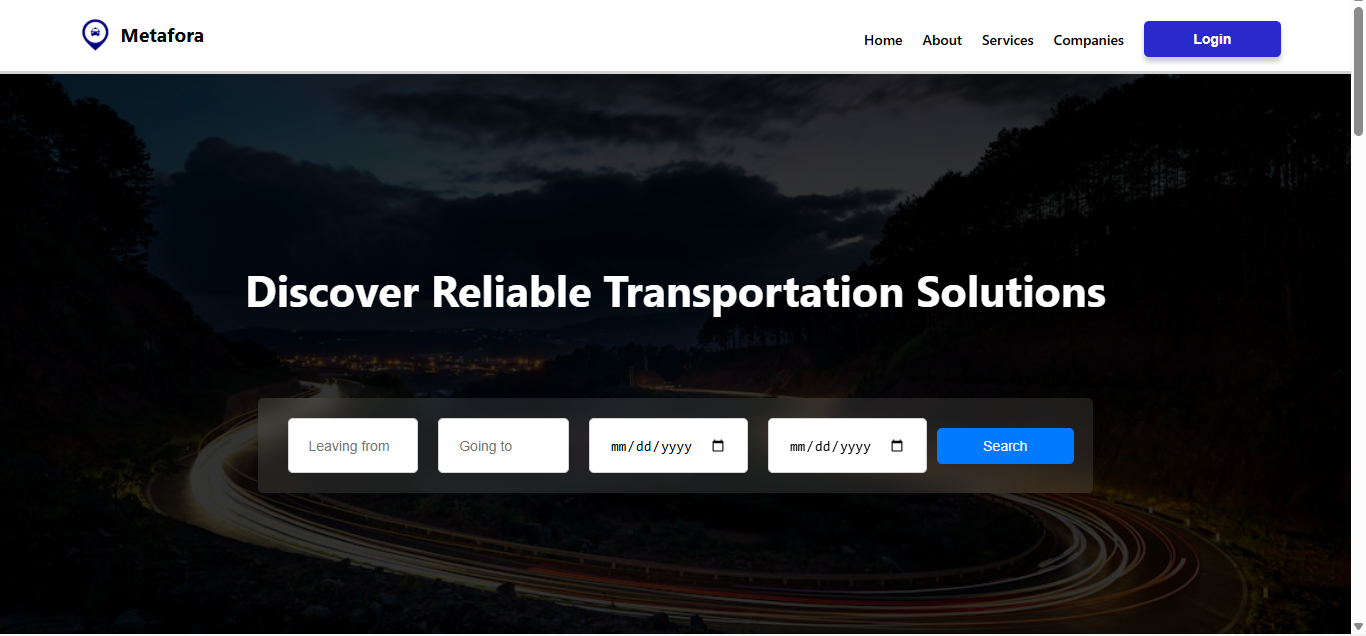 Metafora
Home About Services Companies Login
Discover Reliable Transportation Solutions
Leaving from Going to mm/dd/yyyy mm/dd/yyyy Search